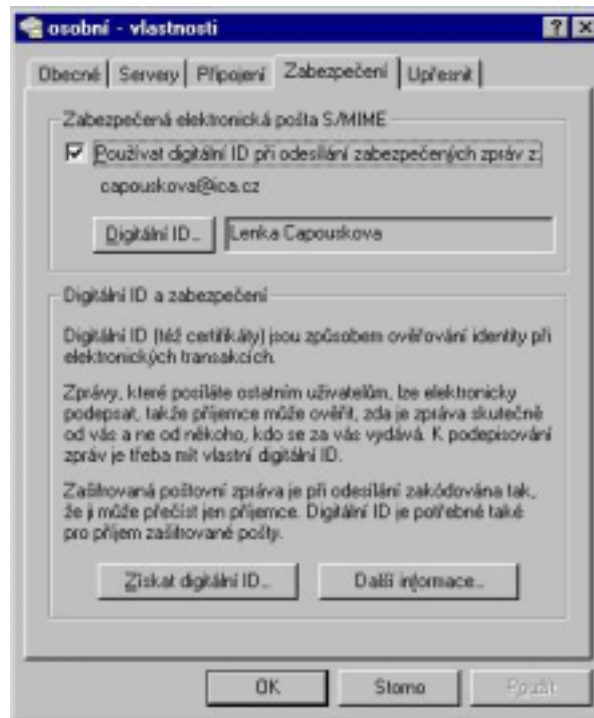 osobní - vlastnosti
Obecné Servery Připojení Zabezpečení Upřesnit
Zabezpečená elektronická pošta S/MIME
Používat digitální ID při odesílání zabezpečených zpráv z:
capouskova@ica.cz
Digitální ID... Lenka Capouskova
Digitální ID a zabezpečení
Digitální ID (též certifikáty) jsou způsobem ověřování identity při
elektronických transakcích.
Zprávy, které posíláte ostatním uživatelům, lze elektronicky
podepsat, takže příjemce může ověřit, zda je zpráva skutečně
od vás a ne od někoho, kdo se za vás vydává. K podepisování
zpráv je třeba mít vlastní digitální ID.
Zašifrovaná poštovní zpráva je při odesílání zakódována tak,
že ji může přečíst jen příjemce. Digitální ID je potřebné také
pro příjem zašifrované pošty.
Získat digitální ID... Další informace...
OK Storno Použít